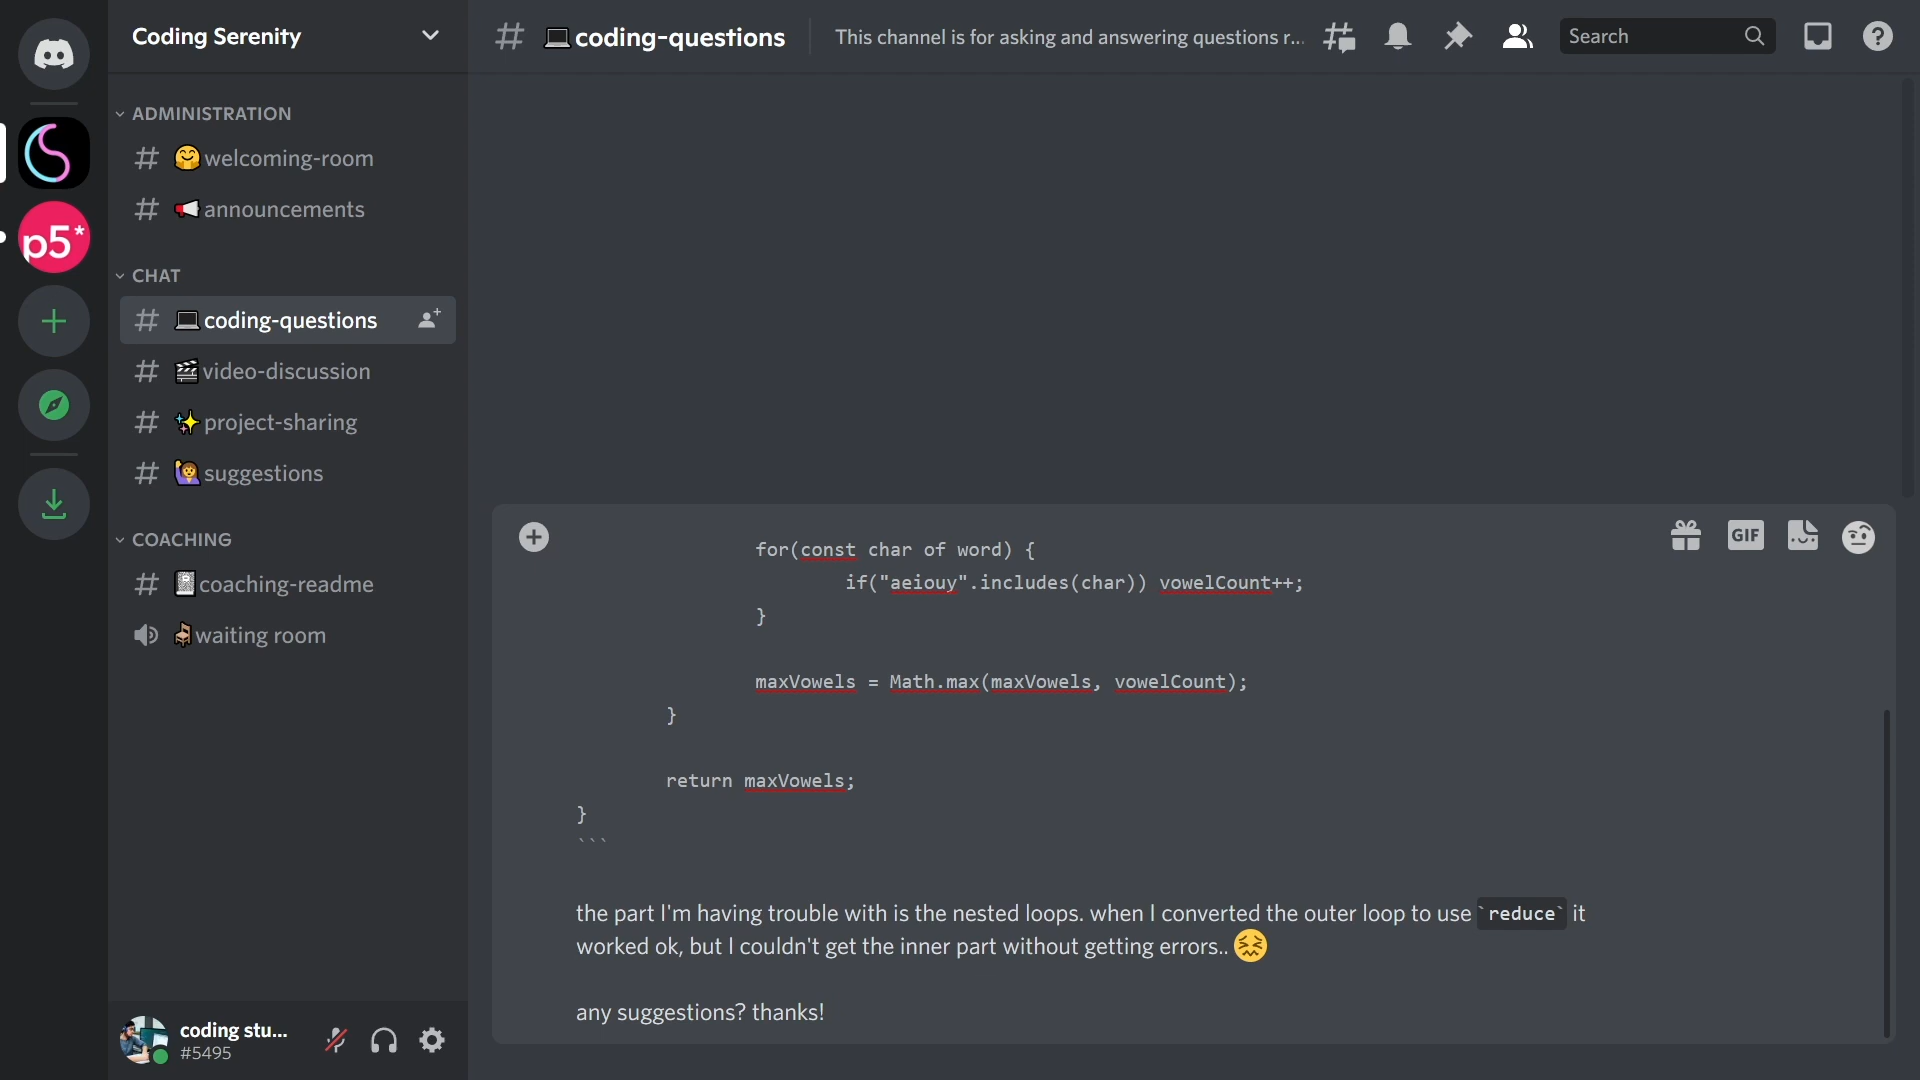 Coding Serenity
ADMINISTRATION
# 🤗welcoming-room
# 📢announcements
p5*
CHAT
# 💻coding-questions
# 🎬video-discussion
# ✨project-sharing
# 🙋suggestions
COACHING
# 📓coaching-readme
🪑waiting room
coding stu...
#5495
# 💻coding-questions
This channel is for asking and answering questions r...
Search
GIF
for(const char of word) {
if("aeiouy".includes(char)) vowelCount++;
}
maxVowels = Math.max(maxVowels, vowelCount);
}
return maxVowels;
}
```
the part I'm having trouble with is the nested loops. when I converted the outer loop to use `reduce` it
worked ok, but I couldn't get the inner part without getting errors.. 😖
any suggestions? thanks!